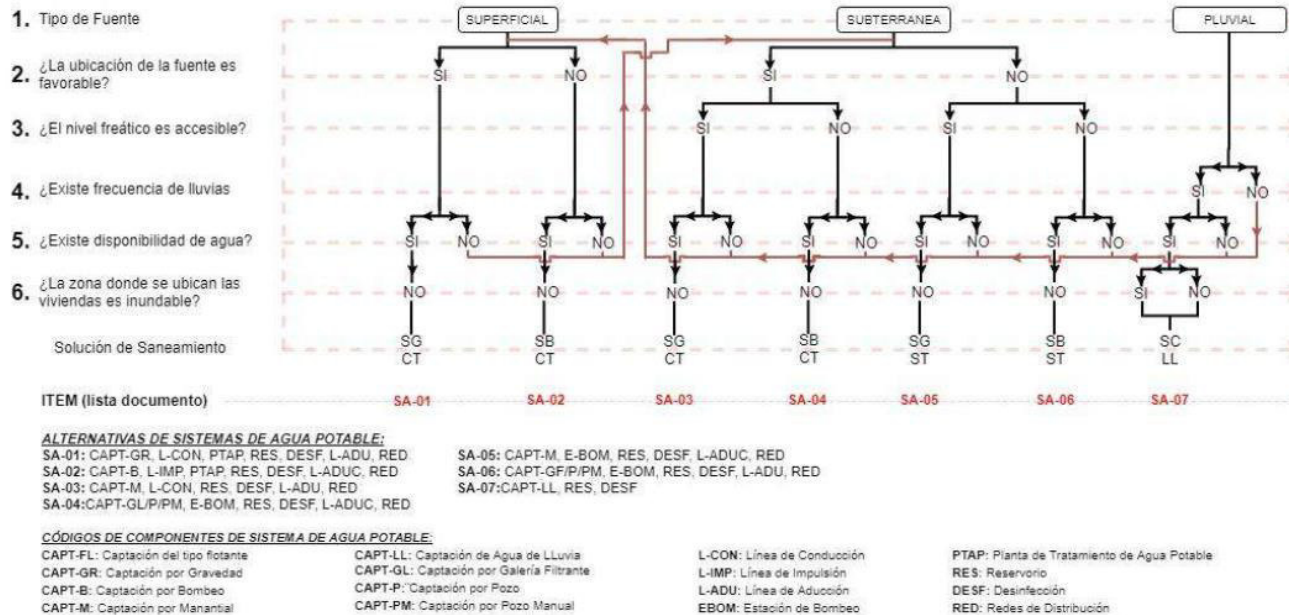 1. Tipo de Fuente SUPERFICIAL SUBTERRANEA PLUVIAL
2. ¿La ubicación de la fuente es favorable? SI NO SI NO
3. ¿El nivel freático es accesible? SI NO SI NO
4. ¿Existe frecuencia de lluvias SI NO
5. ¿Existe disponibilidad de agua? SI NO SI NO SI NO SI NO SI NO SI NO SI NO
6. ¿La zona donde se ubican las viviendas es inundable? NO NO NO NO NO NO SI NO
Solución de Saneamiento SG SB SG SB SG SB SC
CT CT CT CT ST ST LL
ITEM (lista documento) SA-01 SA-02 SA-03 SA-04 SA-05 SA-06 SA-07
ALTERNATIVAS DE SISTEMAS DE AGUA POTABLE:
SA-01: CAPT-GR, L-CON, PTAP, RES, DESF, L-ADU, RED
SA-02: CAPT-B, L-IMP, PTAP, RES, DESF, L-ADUC, RED
SA-03: CAPT-M, L-CON, RES, DESF, L-ADU, RED
SA-04:CAPT-GL/P/PM, E-BOM, RES, DESF, L-ADUC, RED
SA-05: CAPT-M, E-BOM, RES, DESF, L-ADUC, RED
SA-06: CAPT-GF/P/PM, E-BOM, RES, DESF, L-ADU, RED
SA-07:CAPT-LL, RES, DESF
CÓDIGOS DE COMPONENTES DE SISTEMA DE AGUA POTABLE:
CAPT-FL: Captación del tipo flotante
CAPT-GR: Captación por Gravedad
CAPT-B: Captación por Bombeo
CAPT-M: Captación por Manantial
CAPT-LL: Captación de Agua de LLuvia
CAPT-GL: Captación por Galería Filtrante
CAPT-P: Captación por Pozo
CAPT-PM: Captación por Pozo Manual
L-CON: Línea de Conducción
L-IMP: Línea de Impulsión
L-ADU: Línea de Aducción
EBOM: Estación de Bombeo
PTAP: Planta de Tratamiento de Agua Potable
RES: Reservorio
DESF: Desinfección
RED: Redes de Distribución